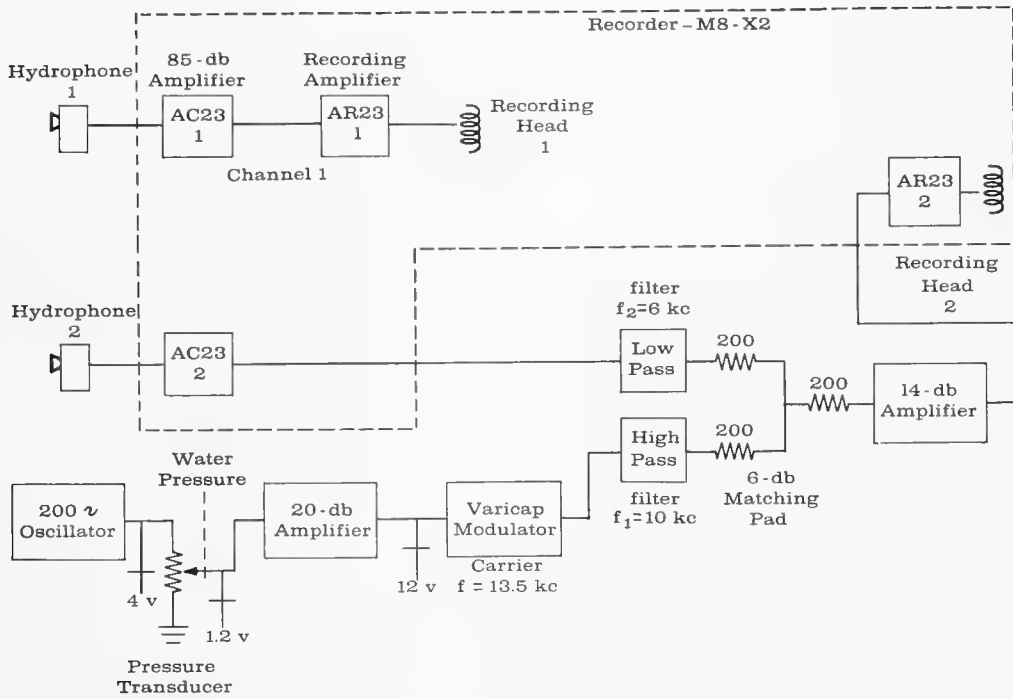 Recorder-M8-X2
Hydrophone
1
85-db
Amplifier
Recording
Amplifier
AC23
1
AR23
1
Recording
Head
1
Channel 1
AR23
2
Recording
Head
2
Hydrophone
2
AC23
2
filter
f₂=6 kc
Low
Pass
200
200
14-db
Amplifier
High
Pass
200
filter
f₁=10 kc
6-db
Matching
Pad
Water
Pressure
200 ~
Oscillator
20-db
Amplifier
Varicap
Modulator
Carrier
f = 13.5 kc
4 v
1.2 v
12 v
Pressure
Transducer